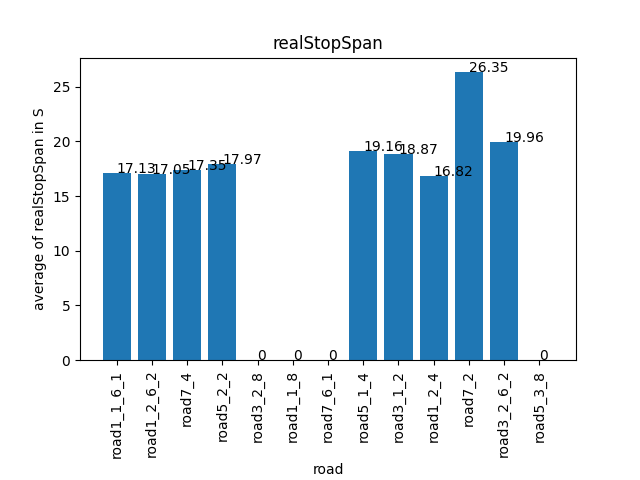 realStopSpan
average of realStopSpan in S
25
20
15
10
5
0
17.13
17.05
17.35
17.97
0
0
0
19.16
18.87
16.82
26.35
19.96
0
road1_1_6_1
road1_2_6_2
road7_4
road5_2_2
road3_2_8
road1_1_8
road7_6_1
road5_1_4
road3_1_2
road1_2_4
road7_2
road3_2_6_2
road5_3_8
road